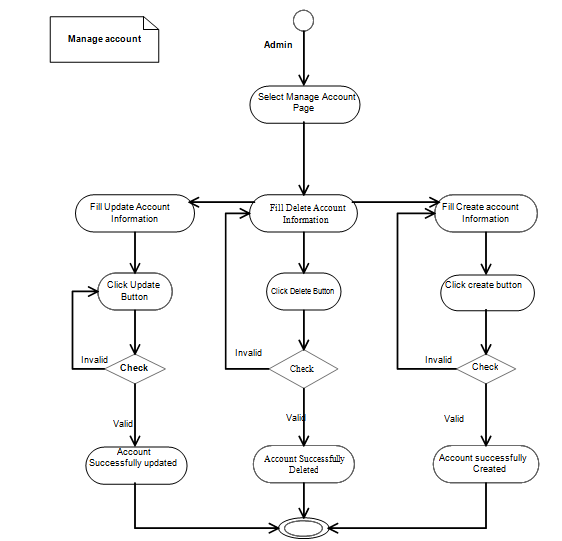 Manage account
Admin
Select Manage Account
Page
Fill Update Account
Information
Fill Delete Account
Information
Fill Create account
Information
Click Update
Button
Click Delete Button
Click create button
Invalid
Check
Invalid
Check
Invalid
Check
Valid
Valid
Valid
Account
Successfully updated
Account Successfully
Deleted
Account successfully
Created